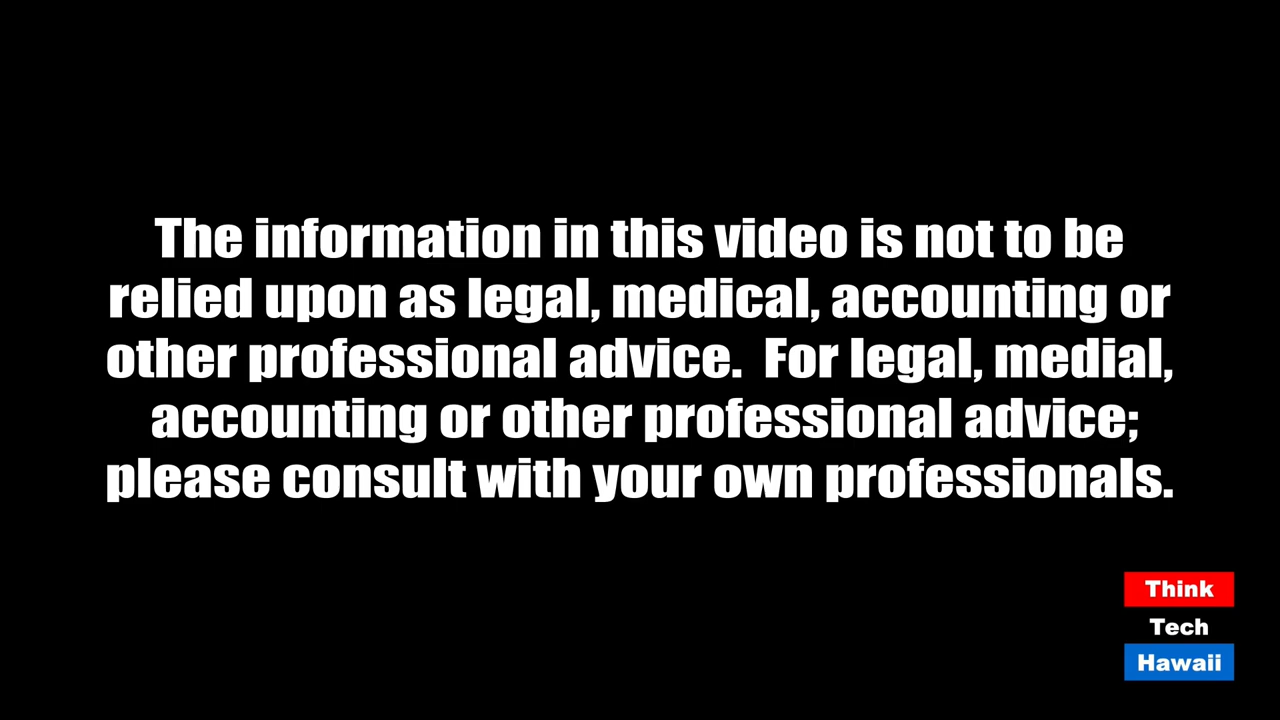 The information in this video is not to be
relied upon as legal, medical, accounting or
other professional advice.  For legal, medial,
accounting or other professional advice;
please consult with your own professionals.
Think
Tech
Hawaii